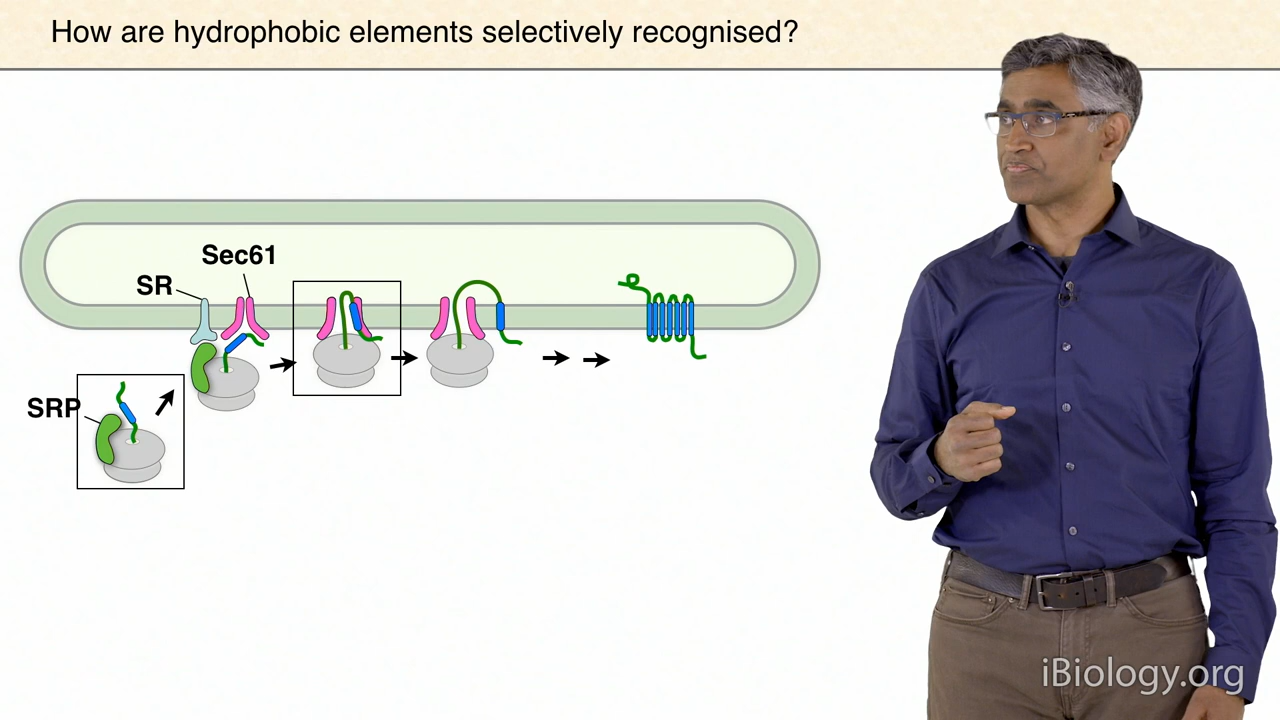 How are hydrophobic elements selectively recognised?
Sec61
SR
SRP
iBiology.org